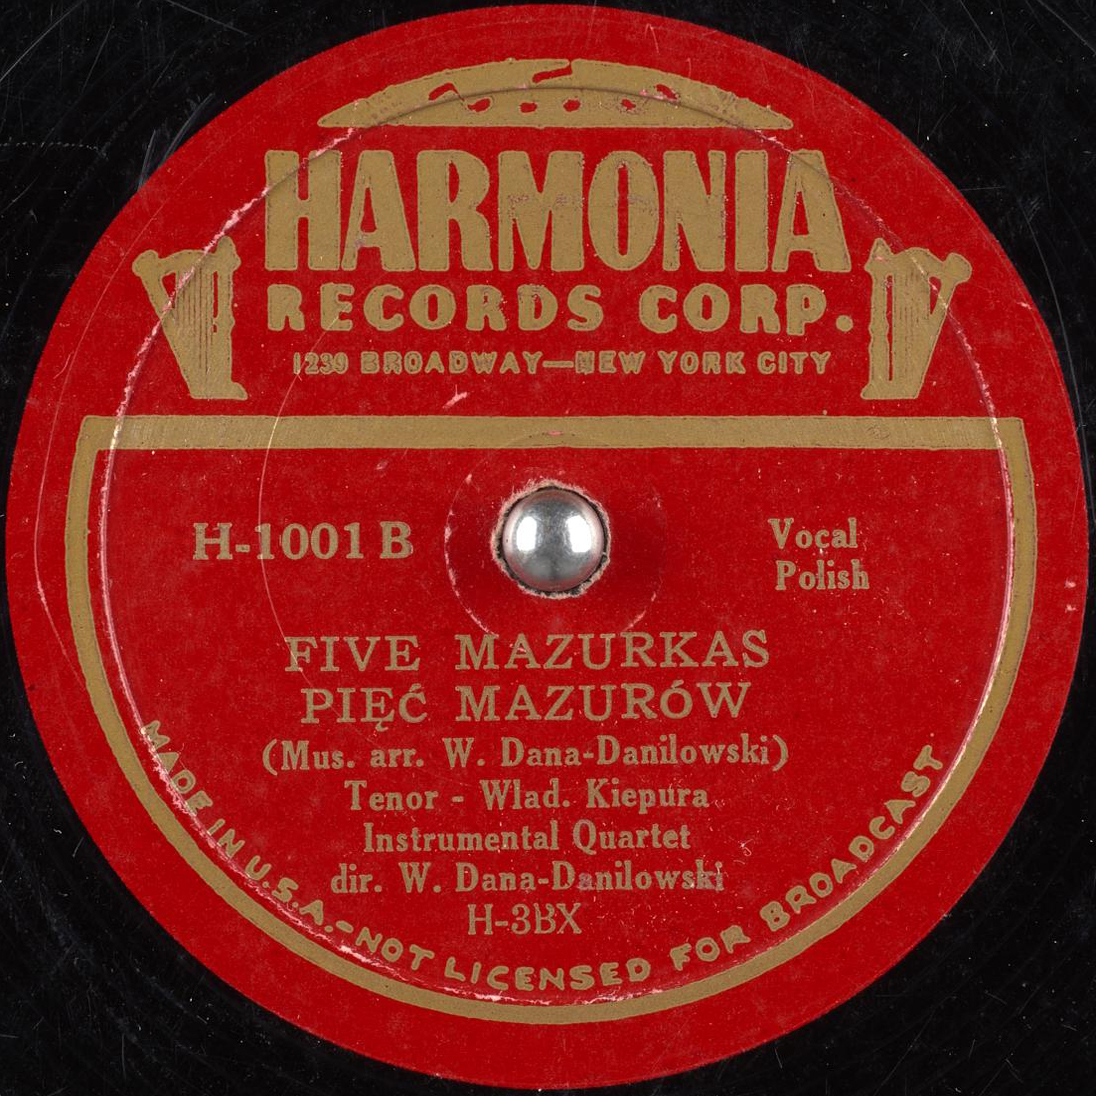 HARMONIA
RECORDS CORP.
1239 BROADWAY—NEW YORK CITY
H-1001 B
Vocal
Polish
FIVE MAZURKAS
PIĘĆ MAZURÓW
(Mus. arr. W. Dana-Danilowski)
Tenor - Wlad. Kiepura
Instrumental Quartet
dir. W. Dana-Danilowski
H-3BX
MADE IN U.S.A.-NOT LICENSED FOR BROADCAST